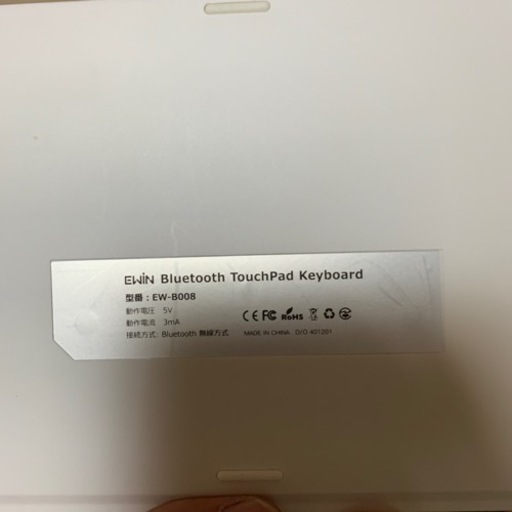 EWiN Bluetooth TouchPad Keyboard
型番：EW-B008
動作電圧 5V
動作電流 3mA
接続方式: Bluetooth 無線方式
CE FC RoHS
MADE IN CHINA D/O 401201